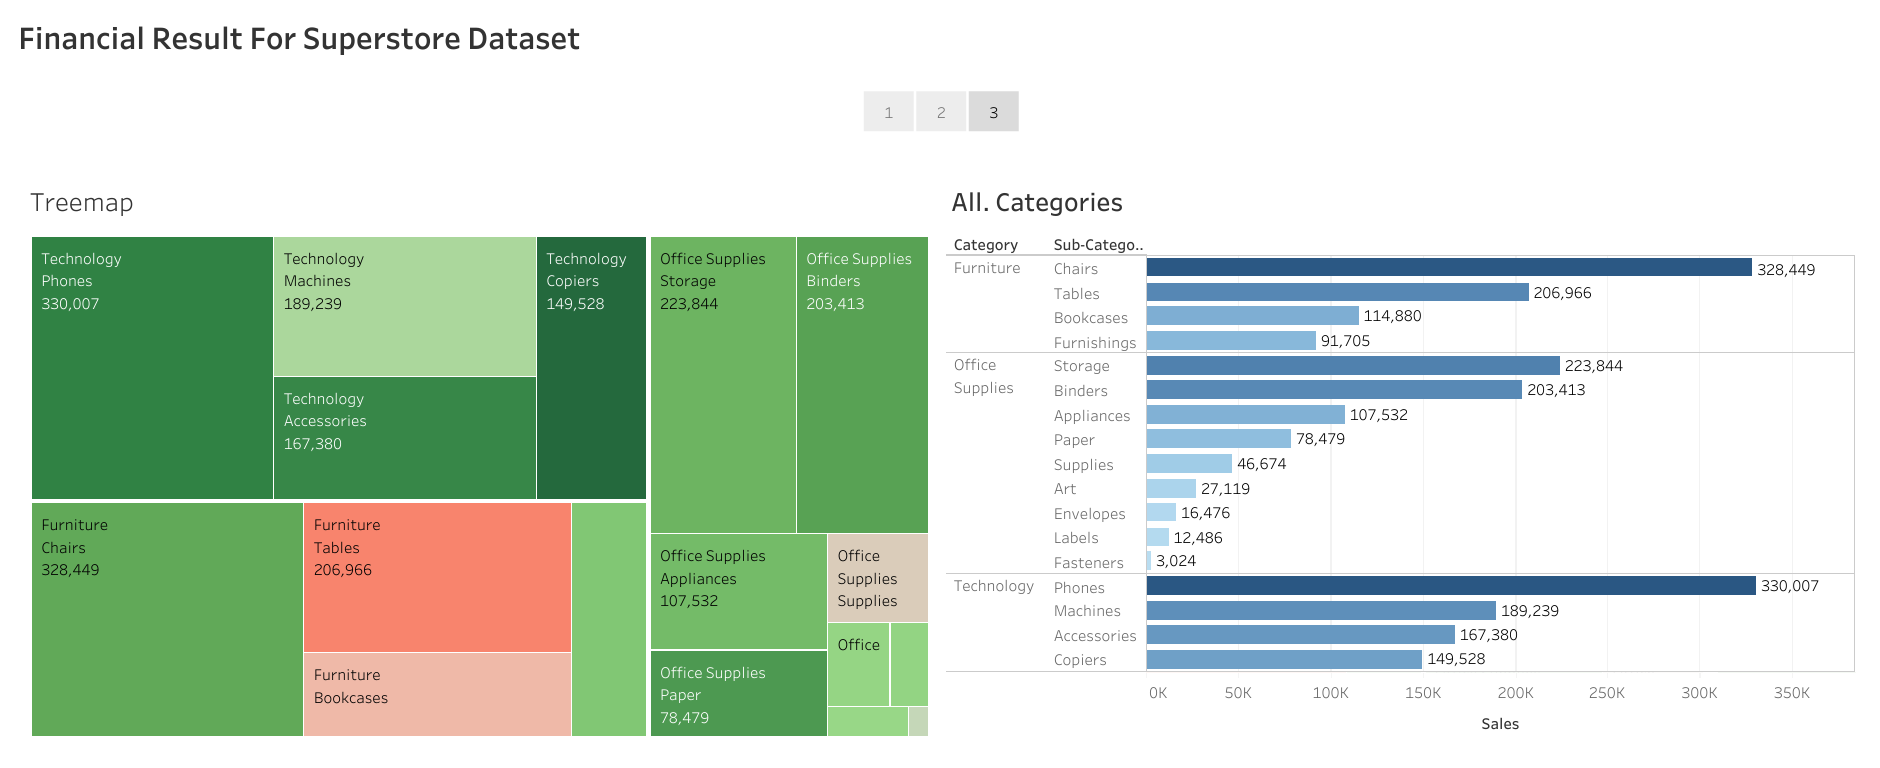 Financial Result For Superstore Dataset
1 2 3
Treemap
Technology
Phones
330,007
Technology
Machines
189,239
Technology
Accessories
167,380
Technology
Copiers
149,528
Furniture
Chairs
328,449
Furniture
Tables
206,966
Furniture
Bookcases
Office Supplies
Storage
223,844
Office Supplies
Binders
203,413
Office Supplies
Appliances
107,532
Office
Supplies
Supplies
Office
Office Supplies
Paper
78,479
All. Categories
Category Sub-Catego..
Furniture Chairs 328,449
Tables 206,966
Bookcases 114,880
Furnishings 91,705
Office Storage 223,844
Supplies Binders 203,413
Appliances 107,532
Paper 78,479
Supplies 46,674
Art 27,119
Envelopes 16,476
Labels 12,486
Fasteners 3,024
Technology Phones 330,007
Machines 189,239
Accessories 167,380
Copiers 149,528
0K 50K 100K 150K 200K 250K 300K 350K
Sales